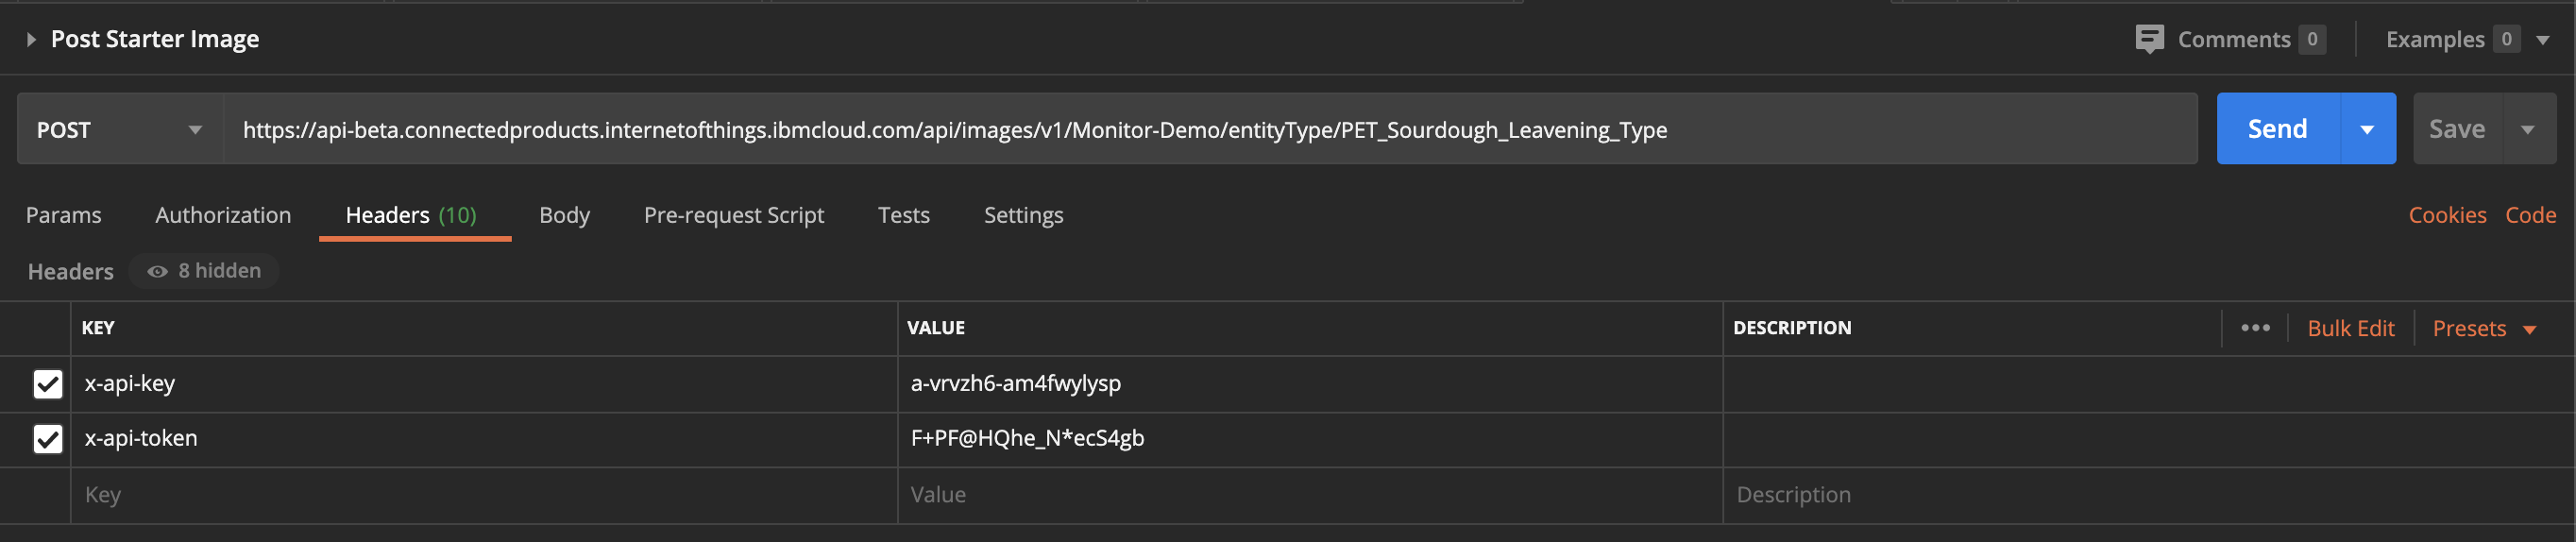 Post Starter Image
Comments 0
Examples 0
POST
https://api-beta.connectedproducts.internetofthings.ibmcloud.com/api/images/v1/Monitor-Demo/entityType/PET_Sourdough_Leavening_Type
Send
Save
Params Authorization Headers (10) Body Pre-request Script Tests Settings
Cookies Code
Headers 8 hidden
KEY VALUE DESCRIPTION ••• Bulk Edit Presets
x-api-key a-vrvzh6-am4fwylysp
x-api-token F+PF@HQhe_N*ecS4gb
Key Value Description